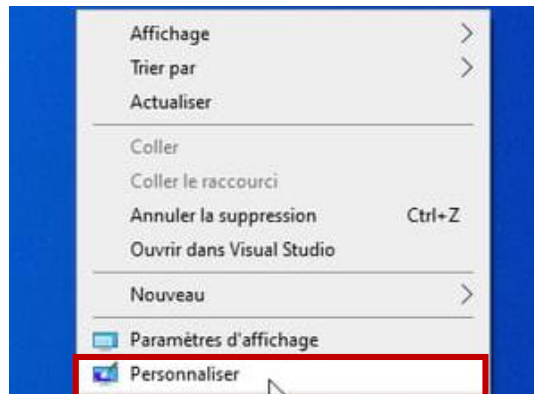 Affichage
Trier par
Actualiser
Coller
Coller le raccourci
Annuler la suppression Ctrl+Z
Ouvrir dans Visual Studio
Nouveau
Paramètres d'affichage
Personnaliser